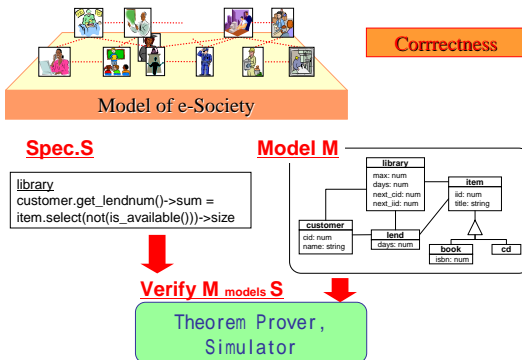 Corrrectness
Model of e-Society
Spec.S
Model M
library
customer.get_lendnum()->sum =
item.select(not(is_available()))->size
library
max: num
days: num
next_cid: num
next_iid: num
item
iid: num
title: string
customer
cid: num
name: string
lend
days: num
book
isbn: num
cd
Verify M models S
Theorem Prover,
Simulator